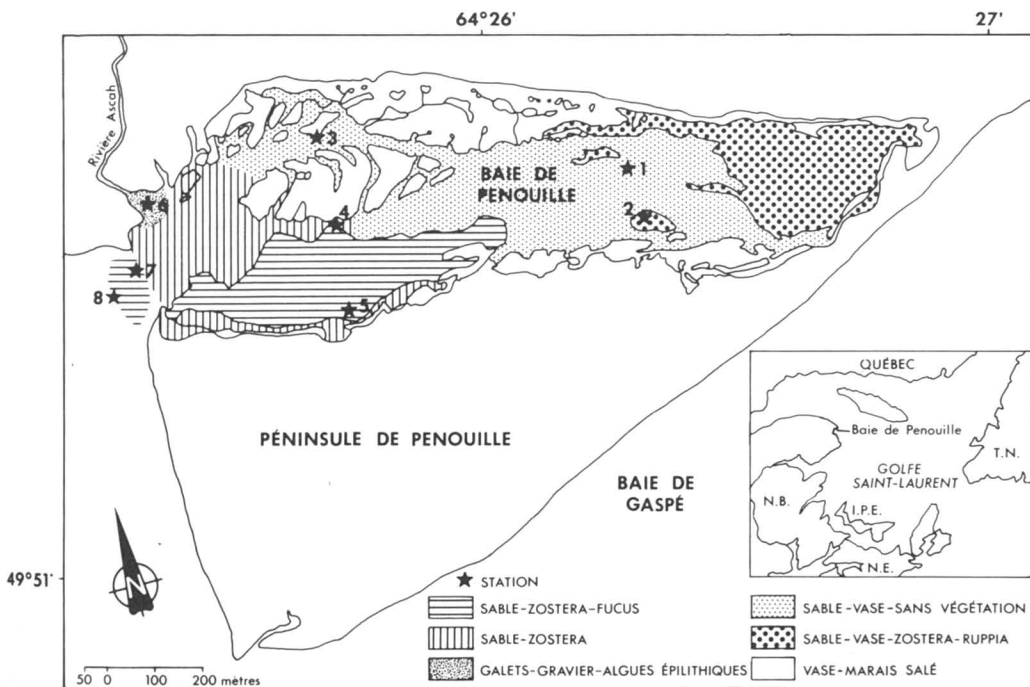 64°26'
27'
Rivière Ascah
3
1
BAIE DE
PENOUILLE
6
4
2
7
8
5
QUÉBEC
Baie de Penouille
T.N.
GOLFE
SAINT-LAURENT
N.B.
I.P.E.
N.E.
PÉNINSULE DE PENOUILLE
BAIE DE
GASPÉ
N
49°51'
STATION
SABLE-ZOSTERA-FUCUS
SABLE-ZOSTERA
GALETS-GRAVIER-ALGUES ÉPILITHIQUES
SABLE-VASE-SANS VÉGÉTATION
SABLE-VASE-ZOSTERA-RUPPIA
VASE-MARAIS SALÉ
50 0 100 200 mètres